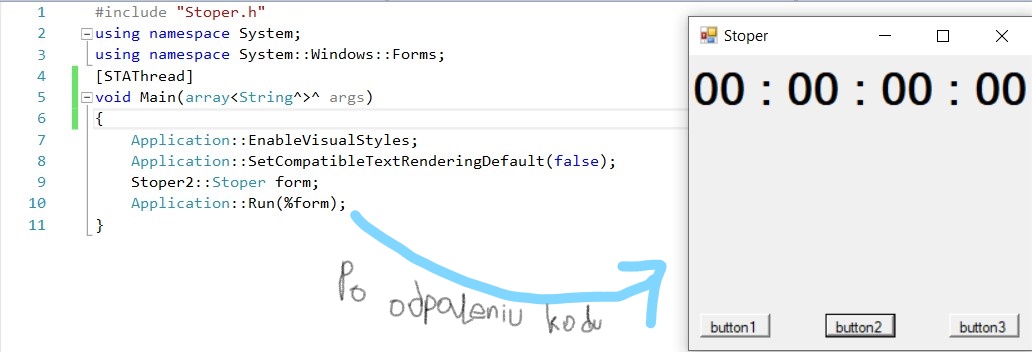 1 #include "Stoper.h"
2 using namespace System;
3 using namespace System::Windows::Forms;
4 [STAThread]
5 void Main(array<String^>^ args)
6 {
7 Application::EnableVisualStyles;
8 Application::SetCompatibleTextRenderingDefault(false);
9 Stoper2::Stoper form;
10 Application::Run(%form);
11 }
Po odpaleniu kodu
Stoper
00 : 00 : 00 : 00
button1 button2 button3